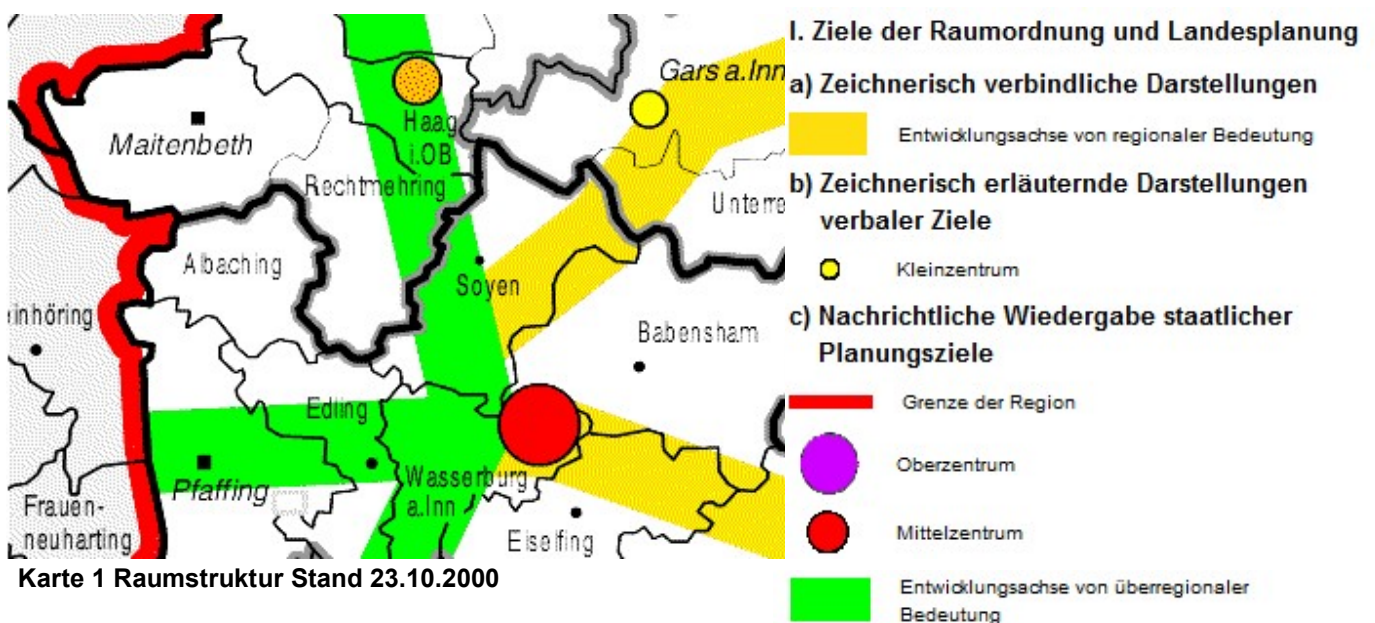 Gars a.Inn
Maitenbeth
Haag
i.OB
Rechtmehring
Unterre
Albaching
Soyen
einhöring
Babensham
Edling
Pfaffing
Wasserburg
a.Inn
Frauen-
neuharting
Eiselfing
Karte 1 Raumstruktur Stand 23.10.2000
I. Ziele der Raumordnung und Landesplanung
a) Zeichnerisch verbindliche Darstellungen
Entwicklungsachse von regionaler Bedeutung
b) Zeichnerisch erläuternde Darstellungen
verbaler Ziele
Kleinzentrum
c) Nachrichtliche Wiedergabe staatlicher
Planungsziele
Grenze der Region
Oberzentrum
Mittelzentrum
Entwicklungsachse von überregionaler
Bedeutung